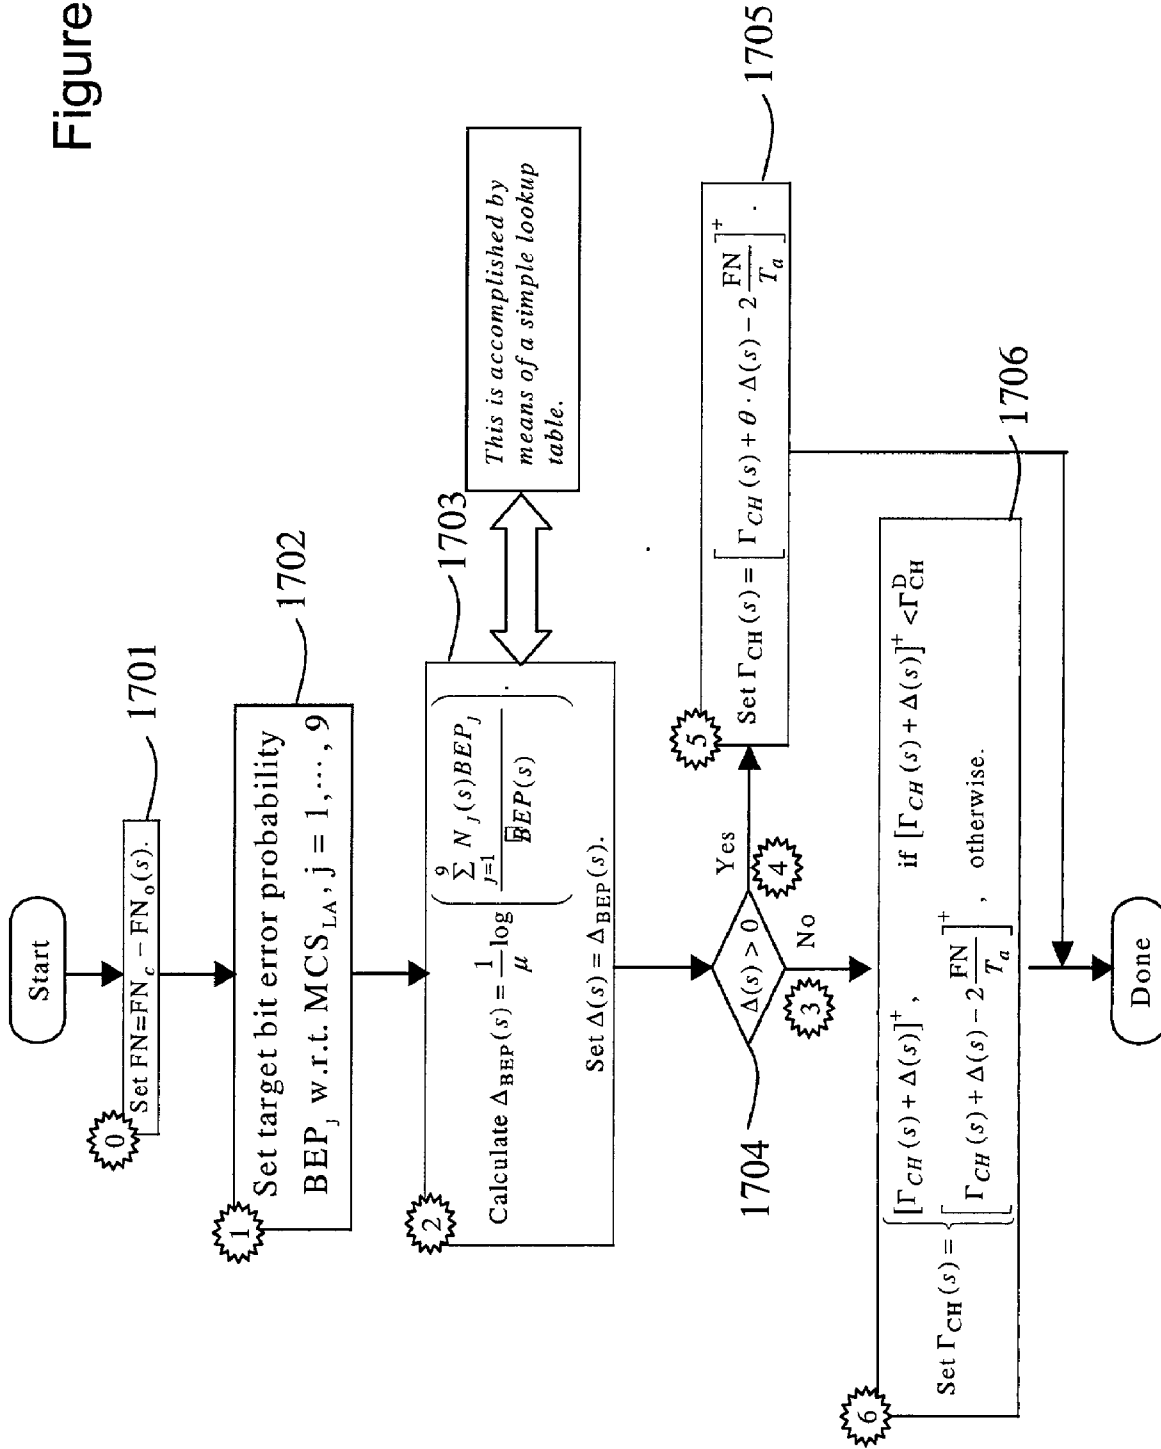 Figure
Start
0
Set FN=FN_c − FN_o(s).
1701
1
Set target bit error probability
BEP_J w.r.t. MCS_LA, j = 1,⋯, 9
1702
2
Calculate Δ_BEP(s) = 1/μ log ( ∑_{J=1}^{9} N_J(s)BEP_J / BEP(s) ) .
Set Δ(s) = Δ_BEP(s).
1703
This is accomplished by
means of a simple lookup
table.
Δ(s) > 0
1704
Yes
4
No
3
5
Set Γ_CH(s) = [ Γ_CH(s) + θ · Δ(s) − 2 FN/T_a ]^+ .
1705
6
Set Γ_CH(s) = { [Γ_CH(s) + Δ(s)]^+ , if [Γ_CH(s) + Δ(s)]^+ <Γ^D_CH
[ Γ_CH(s) + Δ(s) − 2 FN/T_a ]^+ , otherwise.
1706
Done